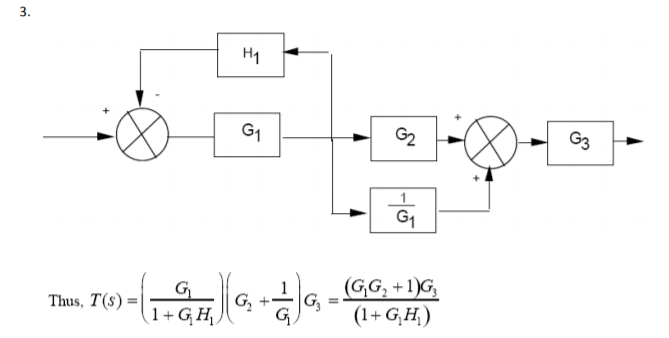 3.
H1
+ -
G1
G2
+
G3
+
1/G1
Thus, T(s) = (G₁/(1 + G₁H₁))(G₂ + 1/G₁)G₃ = ((G₁G₂ + 1)G₃)/((1 + G₁H₁))